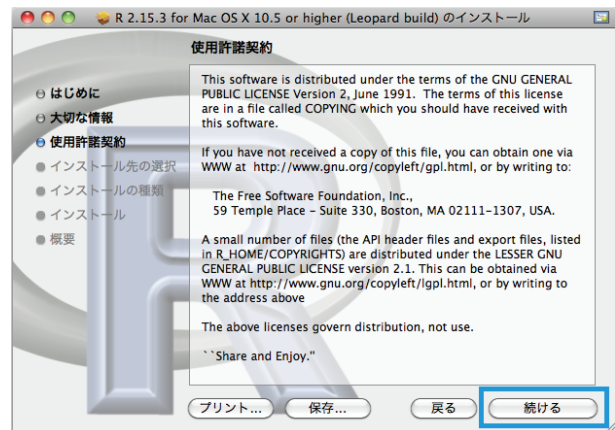 R 2.15.3 for Mac OS X 10.5 or higher (Leopard build) のインストール
使用許諾契約
はじめに
大切な情報
使用許諾契約
インストール先の選択
インストールの種類
インストール
概要
This software is distributed under the terms of the GNU GENERAL
PUBLIC LICENSE Version 2, June 1991.  The terms of this license
are in a file called COPYING which you should have received with
this software.
If you have not received a copy of this file, you can obtain one via
WWW at  http://www.gnu.org/copyleft/gpl.html, or by writing to:
The Free Software Foundation, Inc.,
59 Temple Place – Suite 330, Boston, MA 02111–1307, USA.
A small number of files (the API header files and export files, listed
in R_HOME/COPYRIGHTS) are distributed under the LESSER GNU
GENERAL PUBLIC LICENSE version 2.1. This can be obtained via
WWW at http://www.gnu.org/copyleft/lgpl.html, or by writing to
the address above
The above licenses govern distribution, not use.
``Share and Enjoy.''
プリント...
保存...
戻る
続ける